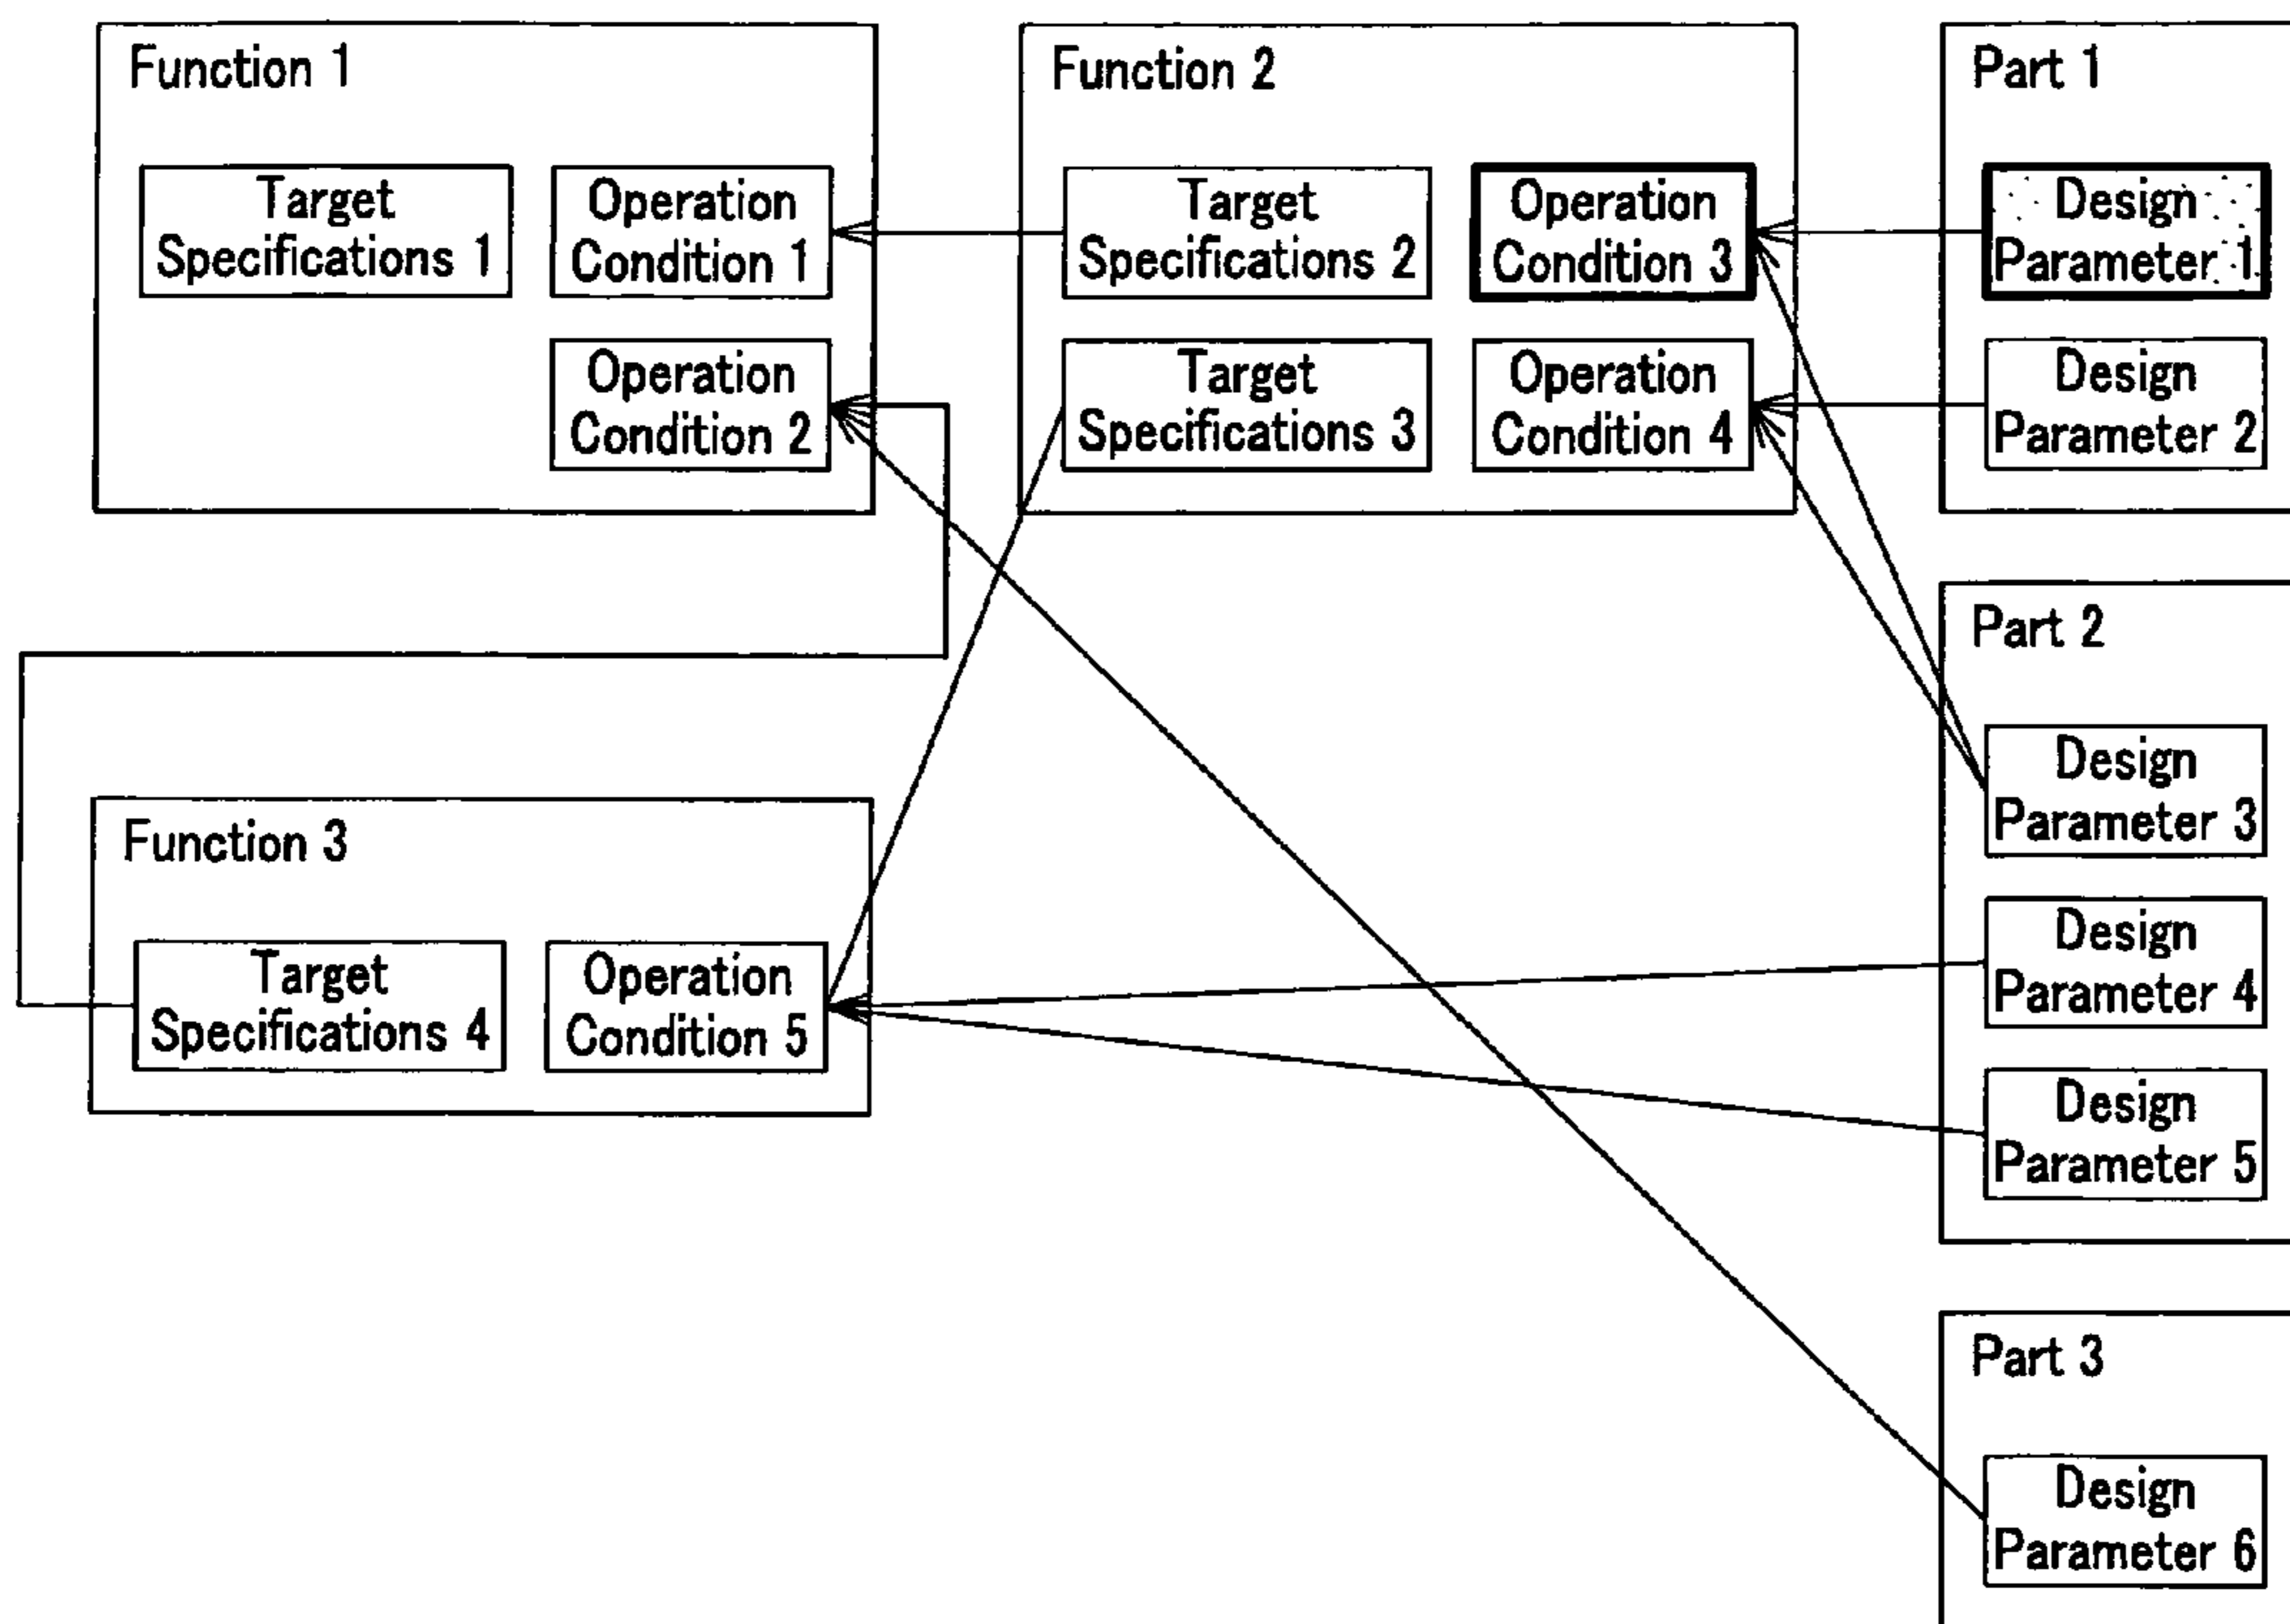 Function 1
Target
Specifications 1
Operation
Condition 1
Operation
Condition 2
Function 2
Target
Specifications 2
Operation
Condition 3
Target
Specifications 3
Operation
Condition 4
Part 1
Design
Parameter 1
Design
Parameter 2
Part 2
Design
Parameter 3
Design
Parameter 4
Design
Parameter 5
Function 3
Target
Specifications 4
Operation
Condition 5
Part 3
Design
Parameter 6